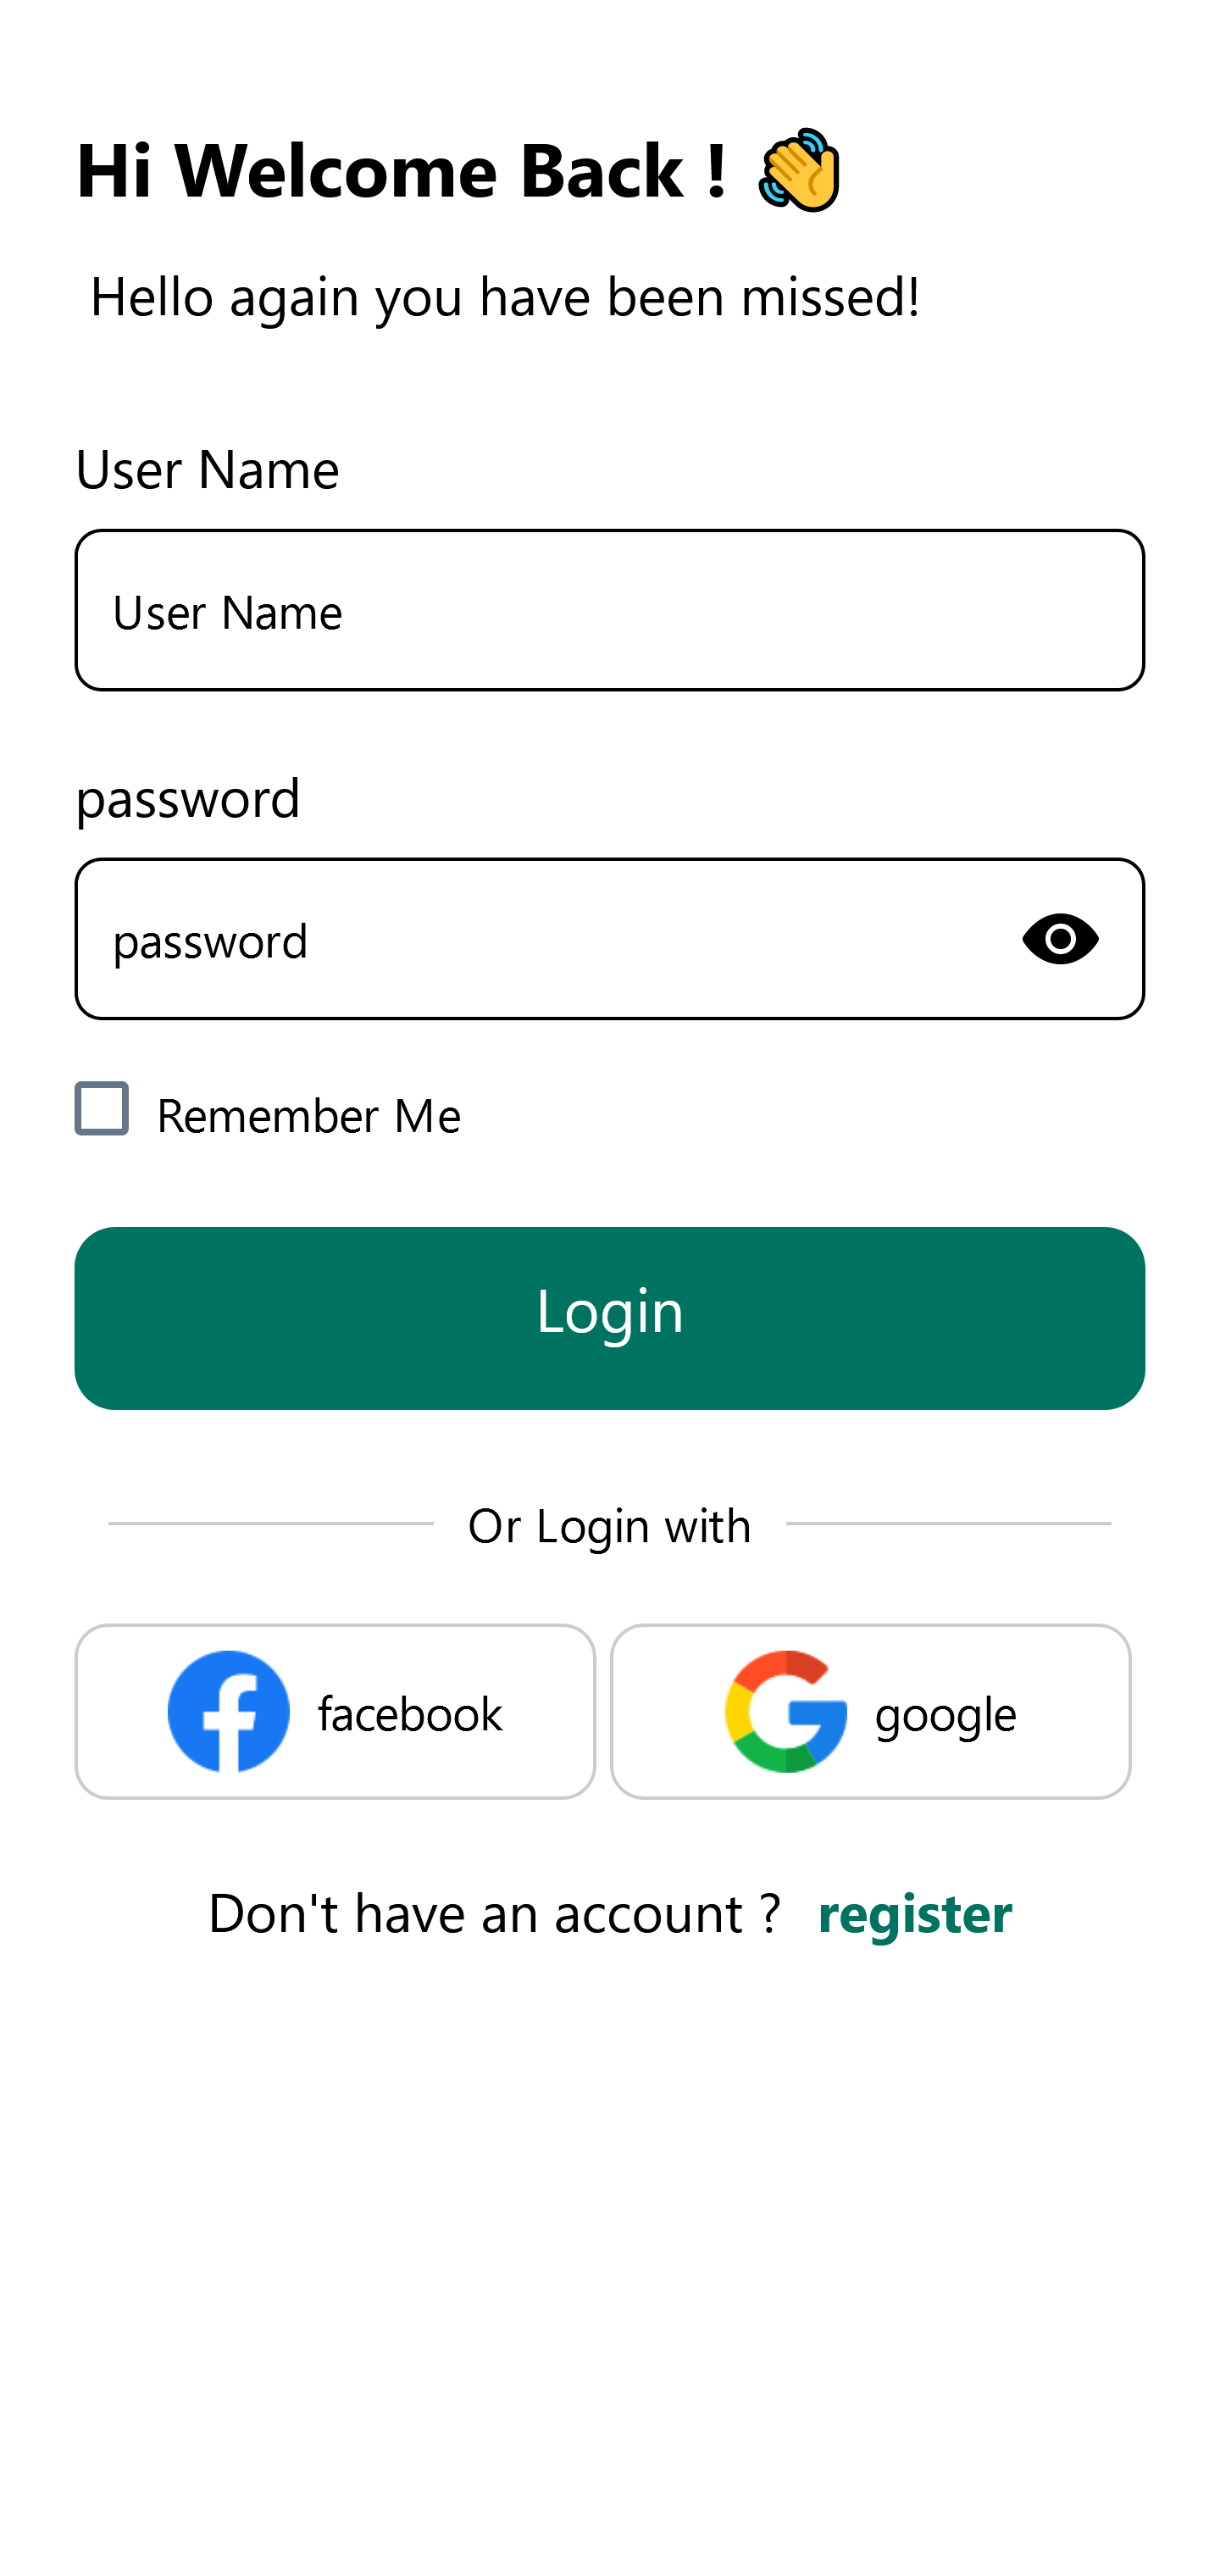 Hi Welcome Back ! 👋
Hello again you have been missed!
User Name
User Name
password
password
Remember Me
Login
Or Login with
facebook
google
Don't have an account ? register